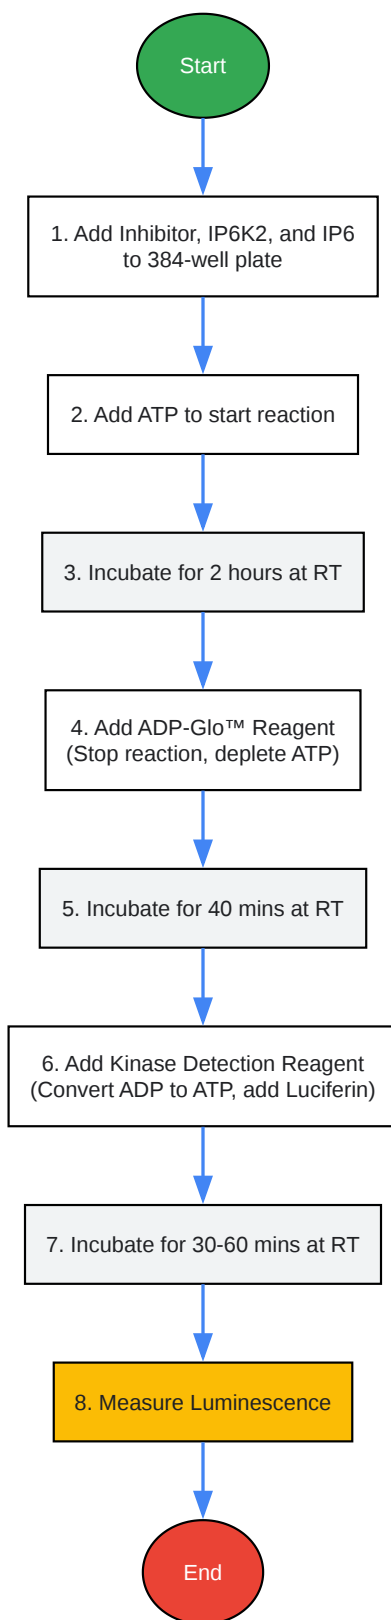 Start
1. Add Inhibitor, IP6K2, and IP6
to 384-well plate
2. Add ATP to start reaction
3. Incubate for 2 hours at RT
4. Add ADP-Glo™ Reagent
(Stop reaction, deplete ATP)
5. Incubate for 40 mins at RT
6. Add Kinase Detection Reagent
(Convert ADP to ATP, add Luciferin)
7. Incubate for 30-60 mins at RT
8. Measure Luminescence
End